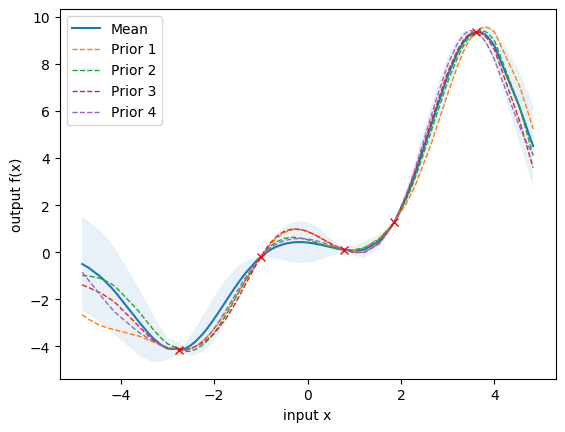 10
8
6
4
2
0
−2
−4
output f(x)
Mean
Prior 1
Prior 2
Prior 3
Prior 4
−4 −2 0 2 4
input x